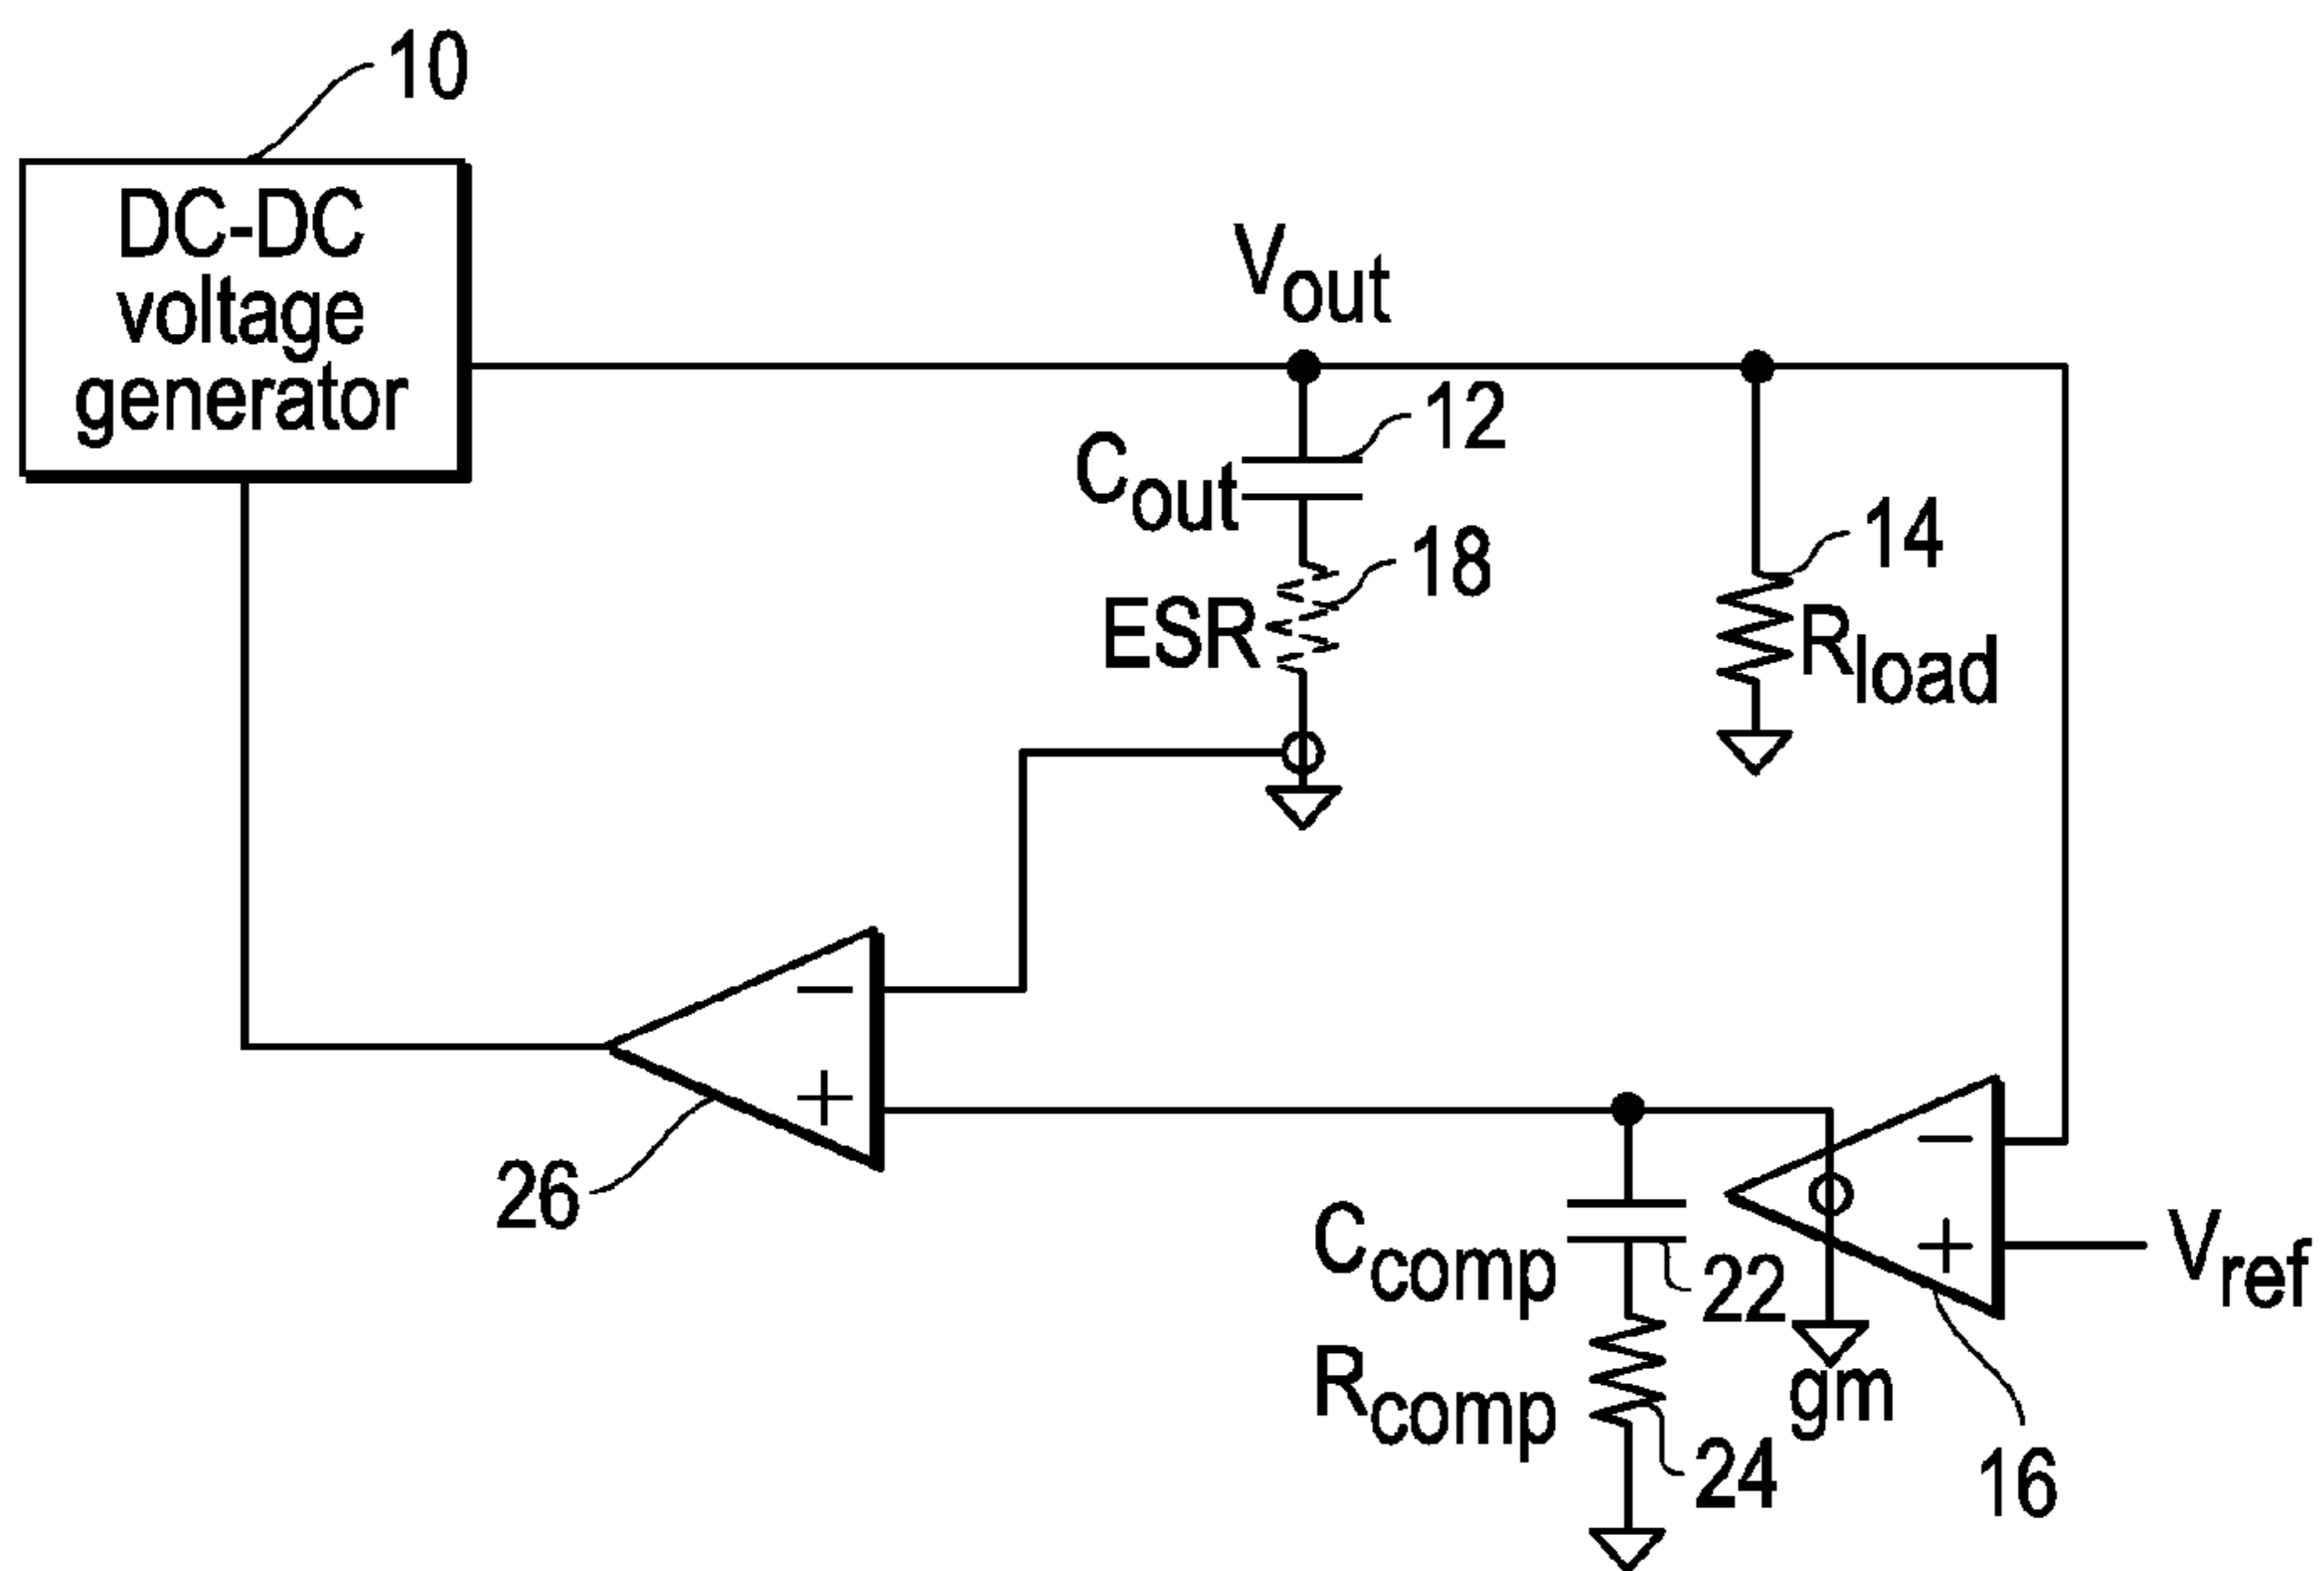 10
DC-DC
voltage
generator
Vout
Cout
12
ESR
18
14
Rload
−
+
26
−
+
Vref
Ccomp
22
Rcomp
24
gm
16